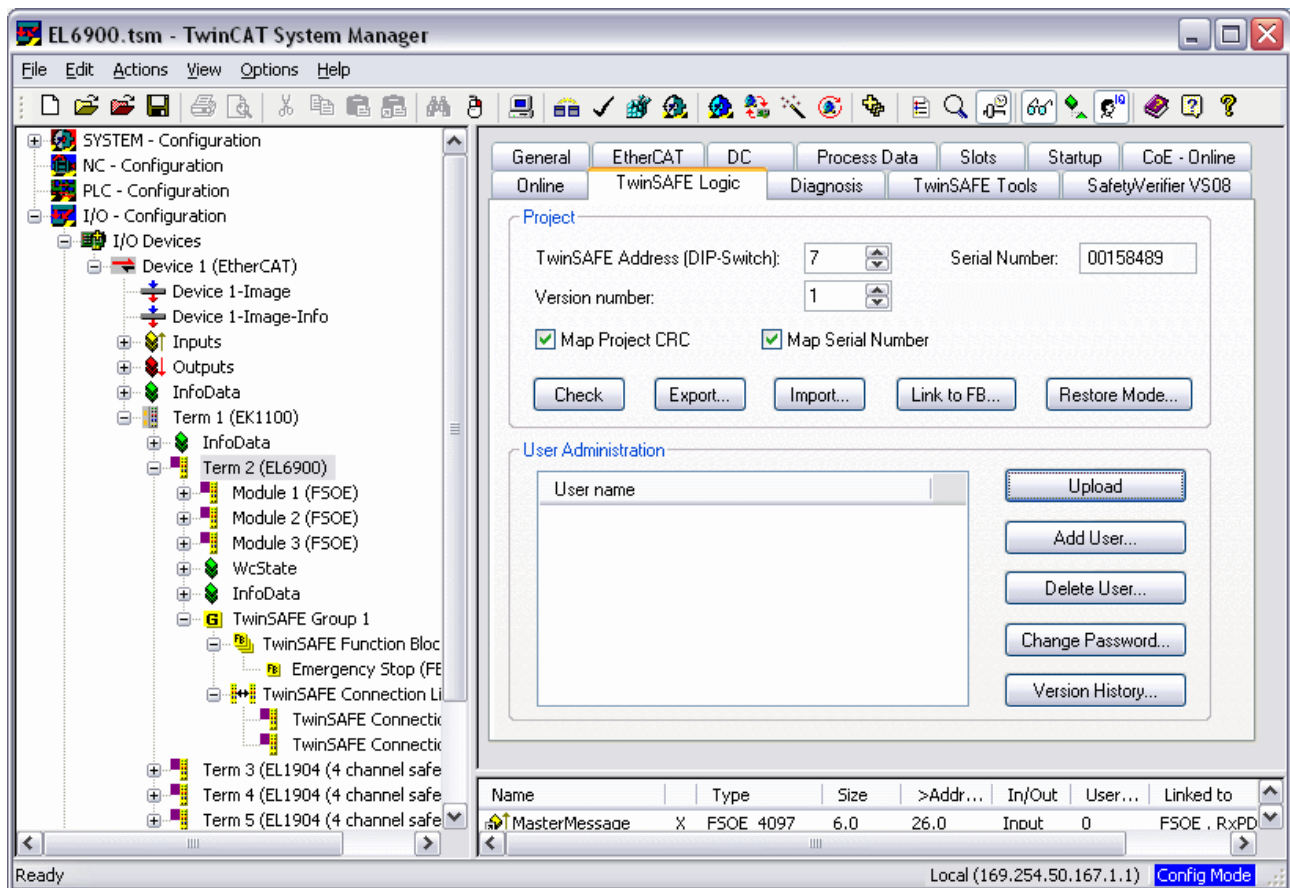 EL6900.tsm - TwinCAT System Manager
File Edit Actions View Options Help
SYSTEM - Configuration
NC - Configuration
PLC - Configuration
I/O - Configuration
I/O Devices
Device 1 (EtherCAT)
Device 1-Image
Device 1-Image-Info
Inputs
Outputs
InfoData
Term 1 (EK1100)
InfoData
Term 2 (EL6900)
Module 1 (FSOE)
Module 2 (FSOE)
Module 3 (FSOE)
WcState
InfoData
TwinSAFE Group 1
TwinSAFE Function Bloc
Emergency Stop (FE
TwinSAFE Connection Li
TwinSAFE Connectic
TwinSAFE Connectic
Term 3 (EL1904 (4 channel safe
Term 4 (EL1904 (4 channel safe
Term 5 (EL1904 (4 channel safe
General EtherCAT DC Process Data Slots Startup CoE - Online
Online TwinSAFE Logic Diagnosis TwinSAFE Tools SafetyVerifier VS08
Project
TwinSAFE Address (DIP-Switch): 7 Serial Number: 00158489
Version number: 1
Map Project CRC Map Serial Number
Check Export... Import... Link to FB... Restore Mode...
User Administration
User name
Upload
Add User...
Delete User...
Change Password...
Version History...
Name Type Size >Addr... In/Out User... Linked to
MasterMessage X FSOE_4097 6.0 26.0 Input 0 FSOE . RxPD
Ready Local (169.254.50.167.1.1) Config Mode